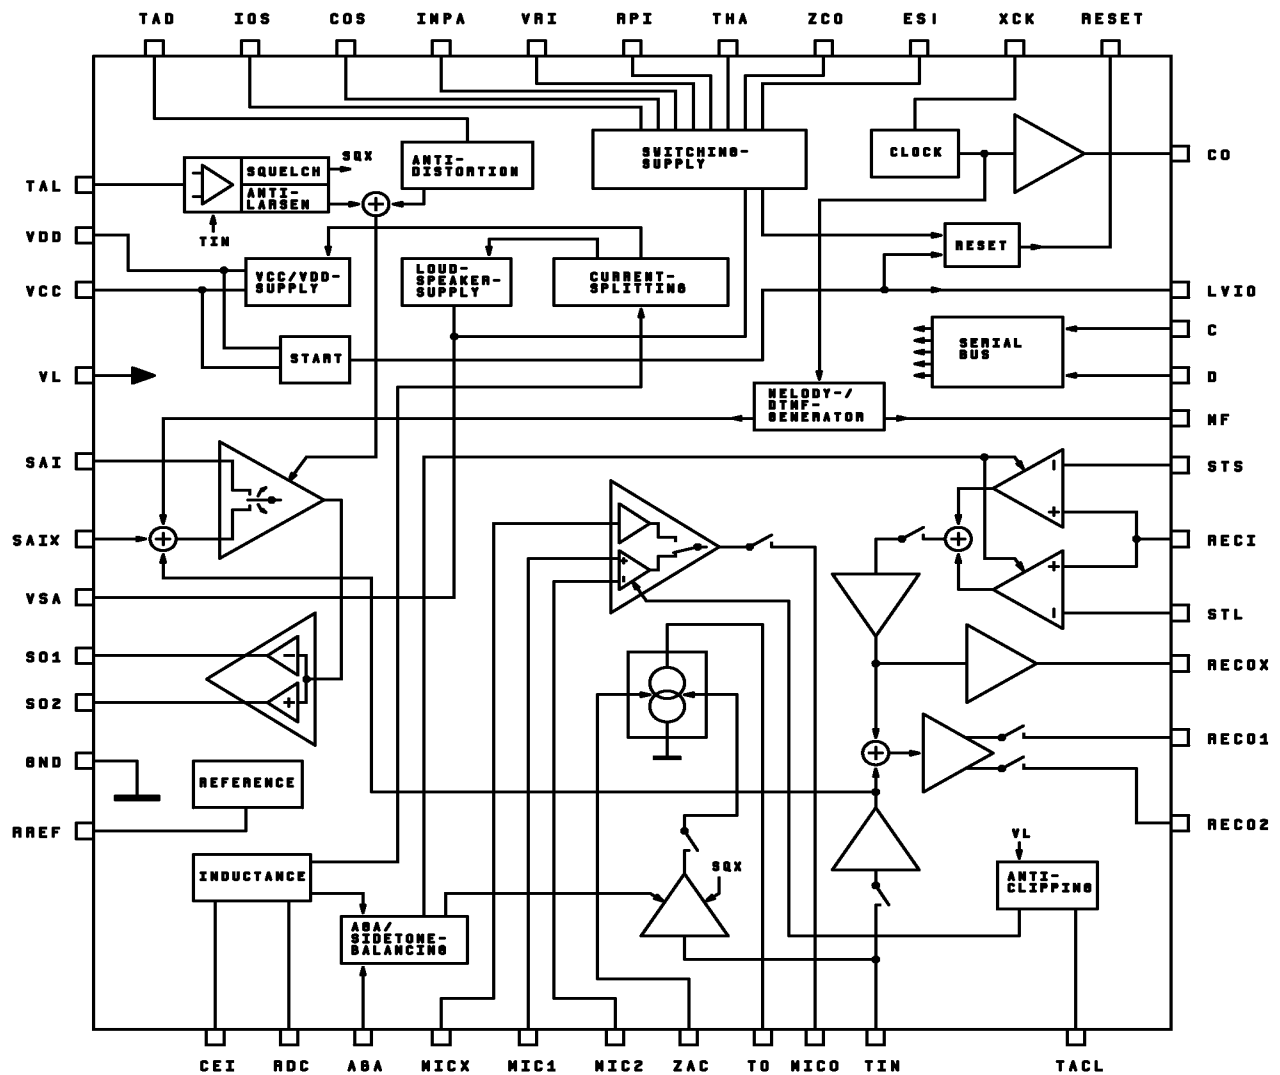 TAD IOS COS IMPA VRI RPI THA ZCO ESI XCK RESET
SWITCHING-
SUPPLY
CLOCK
CO
ANTI-
DISTORTION
SQX
SQUELCH
ANTI-
LARSEN
TAL
TIN
VDD
RESET
VCC/VDD-
SUPPLY
LOUD-
SPEAKER-
SUPPLY
CURRENT-
SPLITTING
VCC
LVIO
C
SERIAL
BUS
START
VL
D
MELODY-/
DTMF-
GENERATOR
MF
SAI
STS
SAIX
RECI
VSA
STL
SO1
RECOX
SO2
RECO1
GND
REFERENCE
RREF
RECO2
VL
INDUCTANCE
SQX
ANTI-
CLIPPING
AGA/
SIDETONE-
BALANCING
CEI RDC AGA MICX MIC1 MIC2 ZAC TO MICO TIN TACL